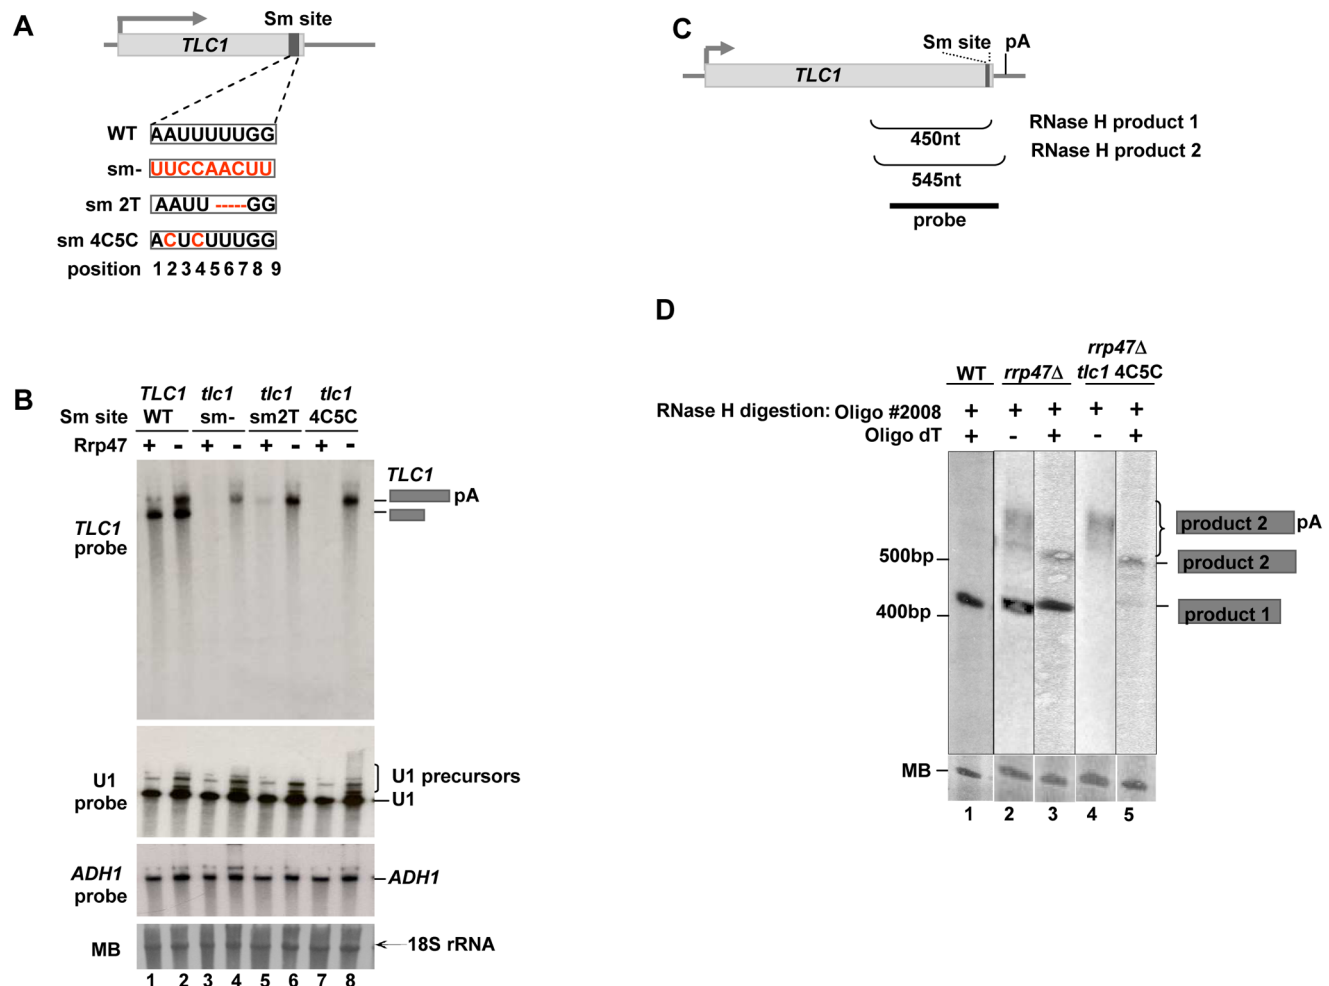 A
Sm site
TLC1
WT AAUUUUUGG
sm- UUCCAACUU
sm 2T AAUU -----GG
sm 4C5C ACUCUUUGG
position 1 2 3 4 5 6 7 8 9
B
TLC1 tlc1 tlc1 tlc1
Sm site WT sm- sm2T 4C5C
Rrp47 + - + - + - + -
TLC1
pA
TLC1
probe
U1
probe
U1 precursors
U1
ADH1
probe
ADH1
MB
18S rRNA
1 2 3 4 5 6 7 8
C
Sm site pA
TLC1
450nt
RNase H product 1
RNase H product 2
545nt
probe
D
rrp47Δ
WT rrp47Δ tlc1 4C5C
RNase H digestion: Oligo #2008 + + + + +
Oligo dT + - + - +
product 2 pA
500bp
product 2
400bp
product 1
MB
1 2 3 4 5